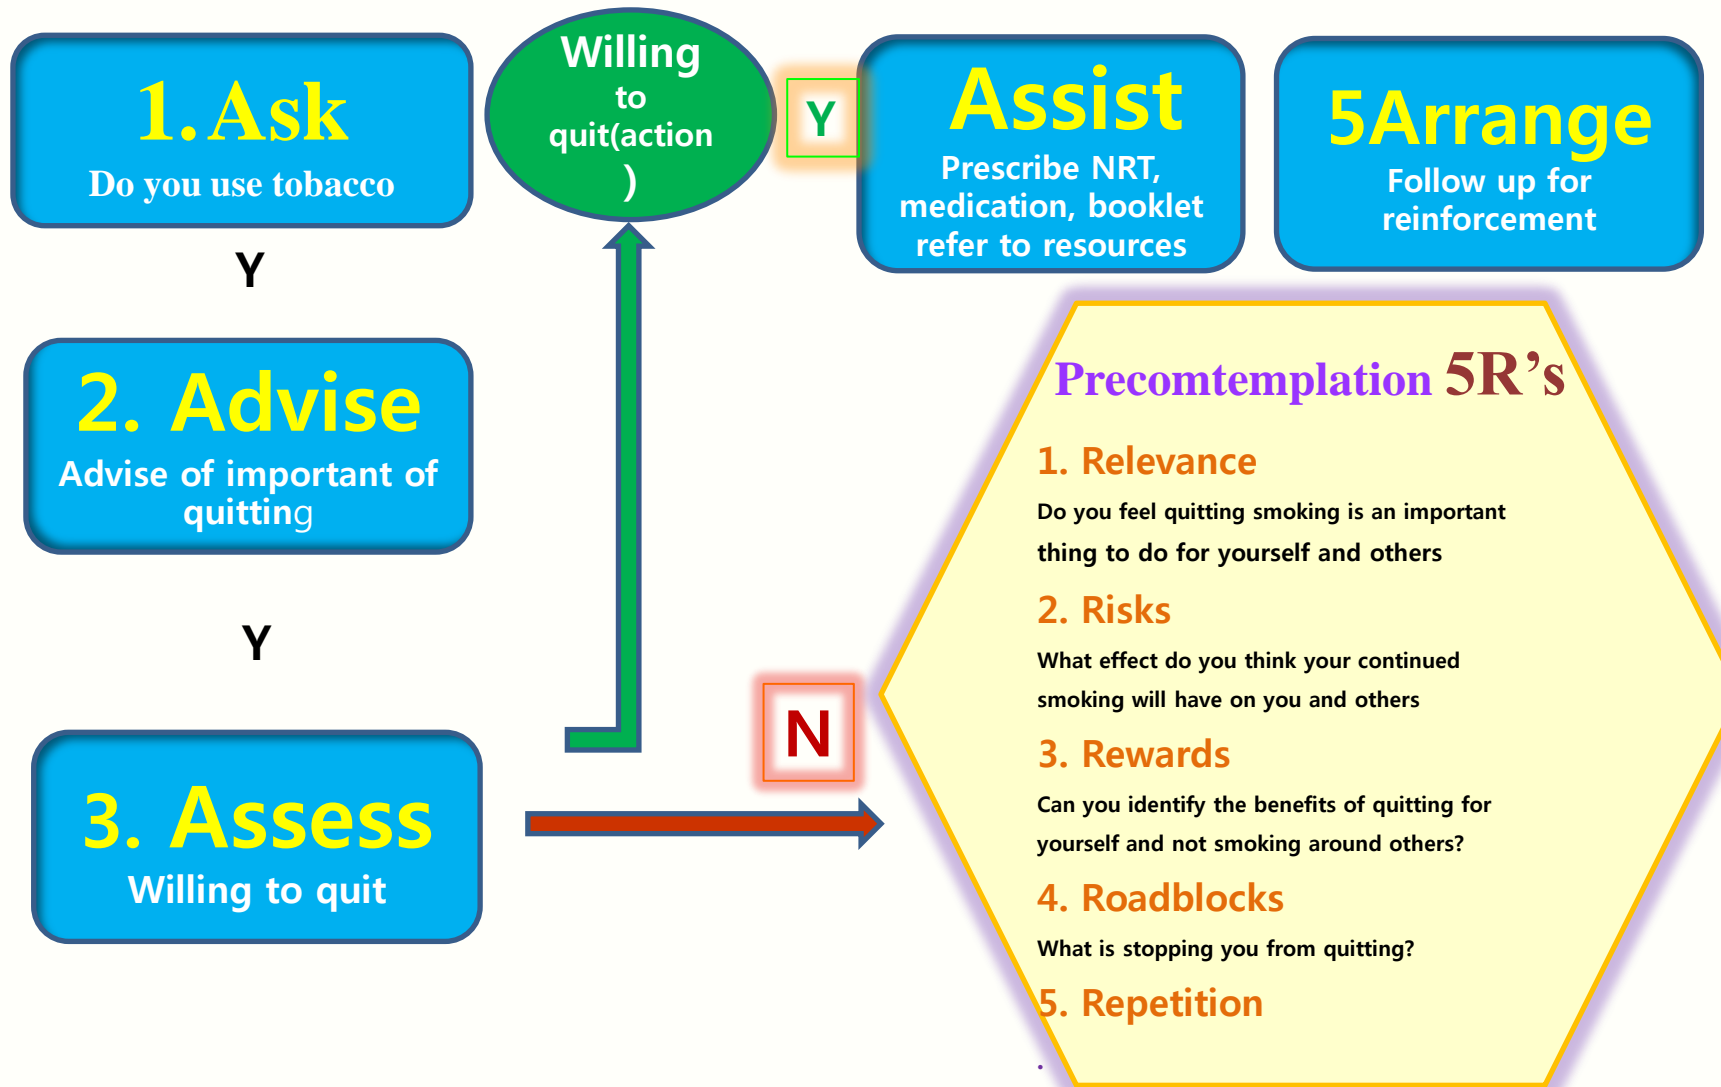 1. Ask
Do you use tobacco
Y
2. Advise
Advise of important of
quitting
Y
3. Assess
Willing to quit
Willing
to
quit(action
)
Y
Assist
Prescribe NRT,
medication, booklet
refer to resources
5Arrange
Follow up for
reinforcement
N
Precomtemplation 5R’s
1. Relevance
Do you feel quitting smoking is an important
thing to do for yourself and others
2. Risks
What effect do you think your continued
smoking will have on you and others
3. Rewards
Can you identify the benefits of quitting for
yourself and not smoking around others?
4. Roadblocks
What is stopping you from quitting?
5. Repetition
.